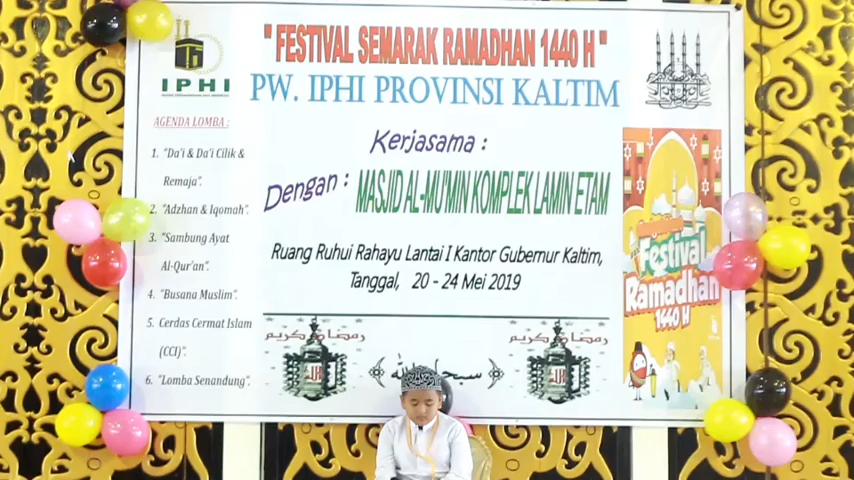 " FESTIVAL SEMARAK RAMADHAN 1440 H "
IPHI
PW. IPHI PROVINSI KALTIM
AGENDA LOMBA :
1. "Da'i & Da'i Cilik &
Remaja".
2. "Adzhan & Iqomah".
3. "Sambung Ayat
Al-Qur'an".
4. "Busana Muslim".
5. Cerdas Cermat Islam
(CCI).
6. "Lomba Senandung".
Kerjasama :
Dengan : MASJID AL-MU'MIN KOMPLEK LAMIN ETAM
Ruang Ruhui Rahayu Lantai I Kantor Gubernur Kaltim,
Tanggal, 20 - 24 Mei 2019
رمضان كريم
رمضان كريم
Festival
Ramadhan
1440 H